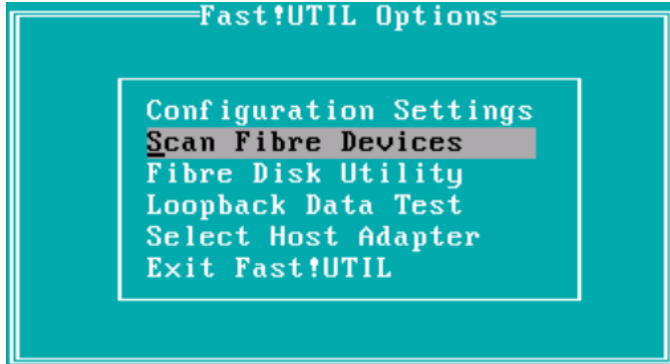 Fast!UTIL Options
Configuration Settings
Scan Fibre Devices
Fibre Disk Utility
Loopback Data Test
Select Host Adapter
Exit Fast!UTIL